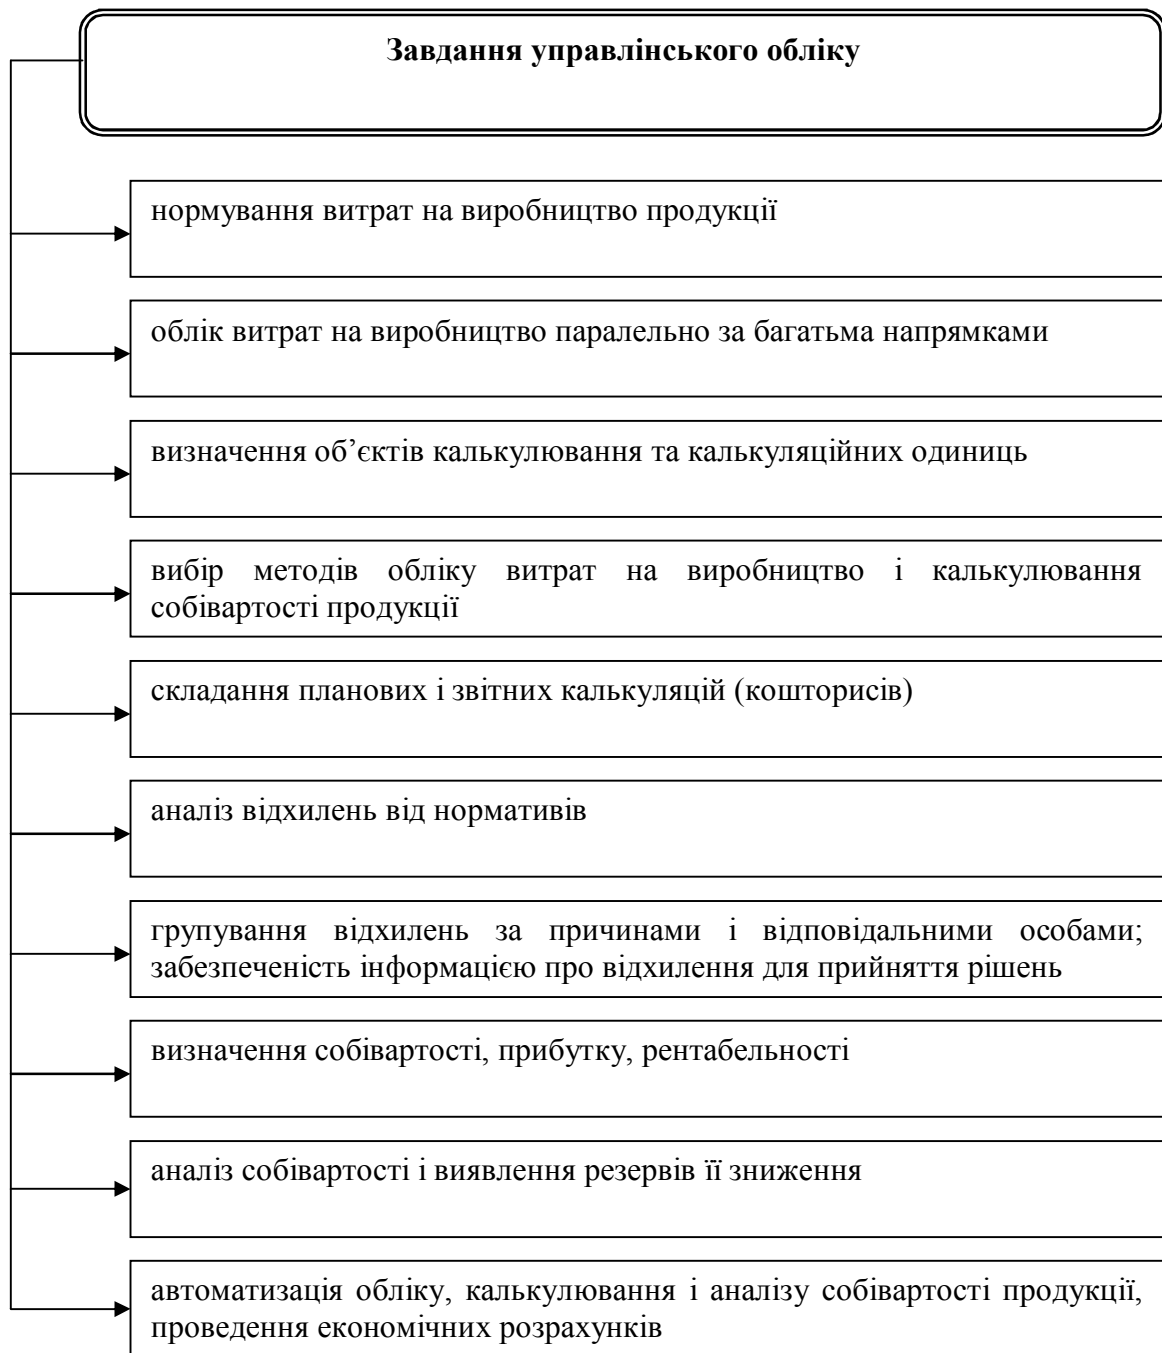 Завдання управлінського обліку
нормування витрат на виробництво продукції
облік витрат на виробництво паралельно за багатьма напрямками
визначення об’єктів калькулювання та калькуляційних одиниць
вибір методів обліку витрат на виробництво і калькулювання
собівартості продукції
складання планових і звітних калькуляцій (кошторисів)
аналіз відхилень від нормативів
групування відхилень за причинами і відповідальними особами;
забезпеченість інформацією про відхилення для прийняття рішень
визначення собівартості, прибутку, рентабельності
аналіз собівартості і виявлення резервів її зниження
автоматизація обліку, калькулювання і аналізу собівартості продукції,
проведення економічних розрахунків